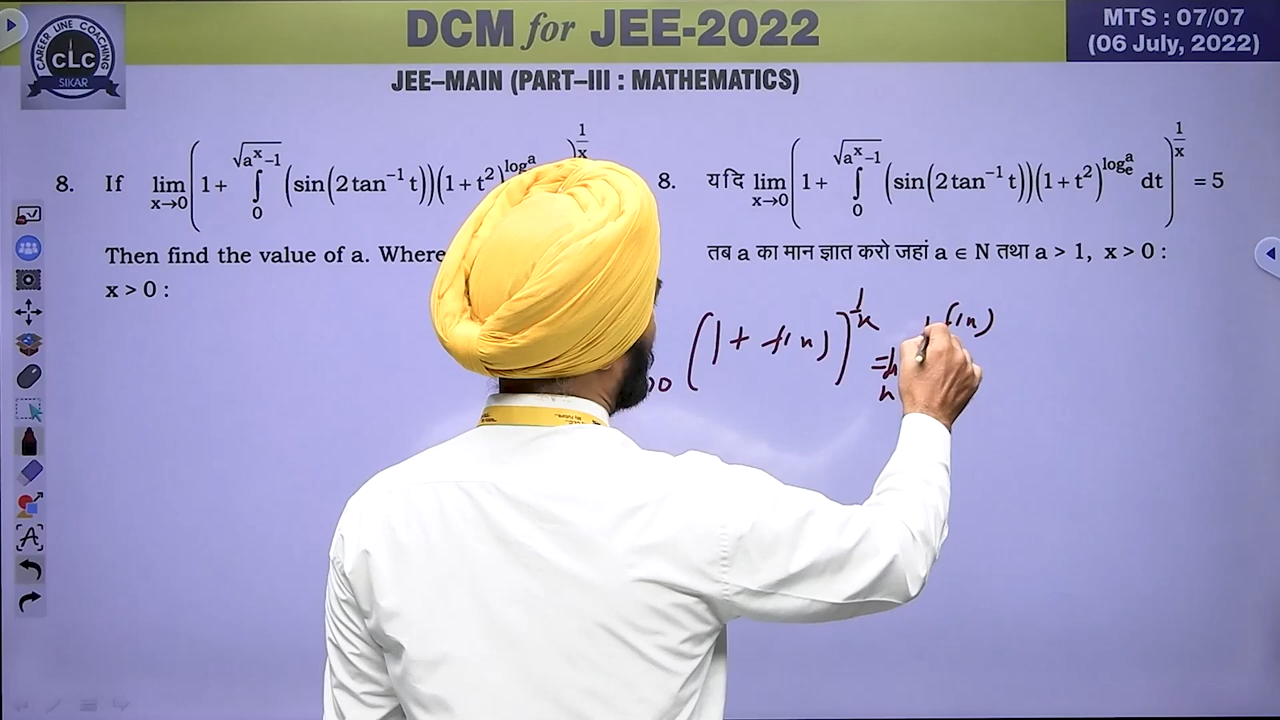 CAREER LINE COACHING
CLC
SIKAR
DCM for JEE-2022
MTS : 07/07
(06 July, 2022)
JEE–MAIN (PART–III : MATHEMATICS)
8. If lim x→0 (1+ ∫₀^√(aˣ−1) (sin(2tan⁻¹t))(1+t²)^log a
Then find the value of a. Where
x > 0 :
8. यदि lim x→0 (1+ ∫₀^√(aˣ−1) (sin(2tan⁻¹t))(1+t²)^(logₑᵃ) dt)^(1/x) = 5
तब a का मान ज्ञात करो जहां a ∈ N तथा a > 1, x > 0 :
(1+ f(x))^(1/x)